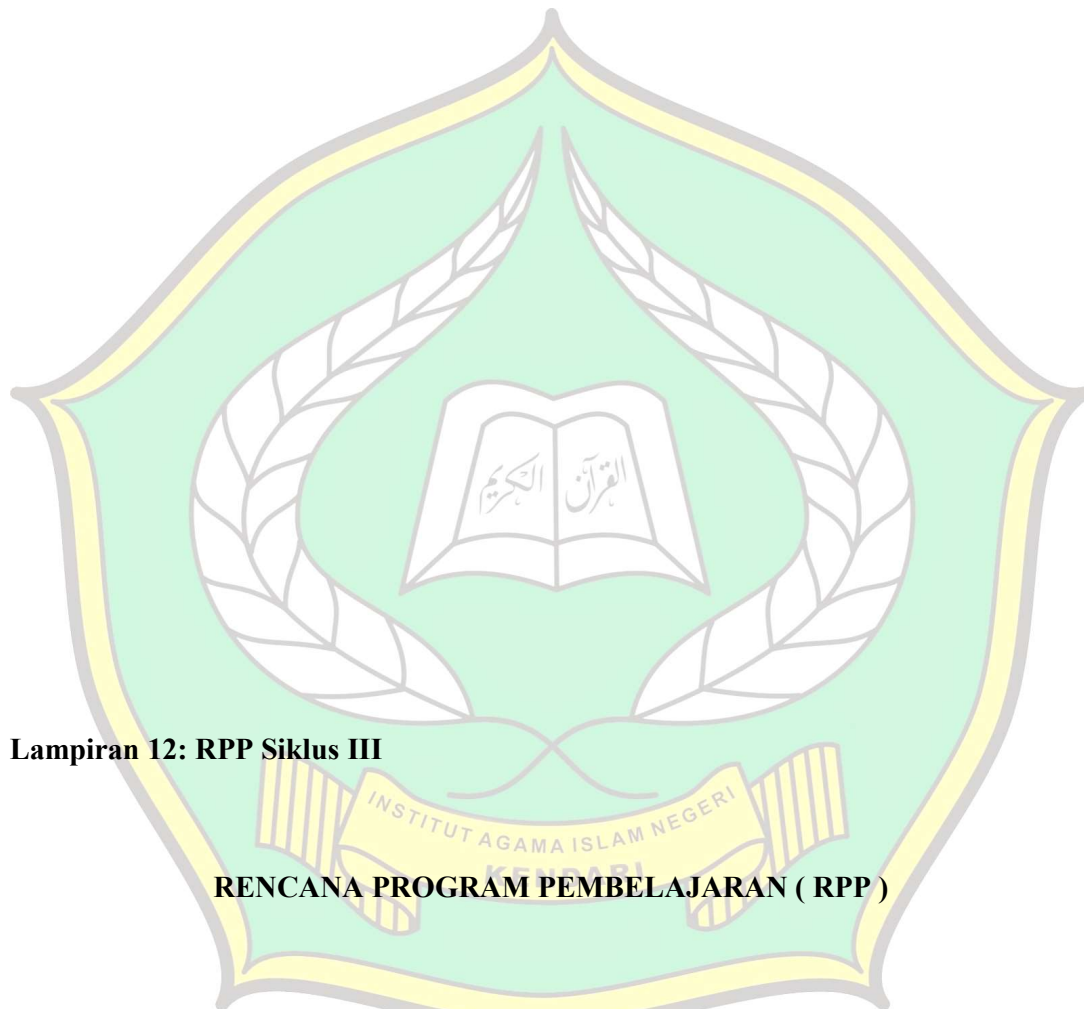 القرآن الكريم
Lampiran 12: RPP Siklus III
INSTITUT AGAMA ISLAM NEGERI
KENDARI
RENCANA PROGRAM PEMBELAJARAN ( RPP )